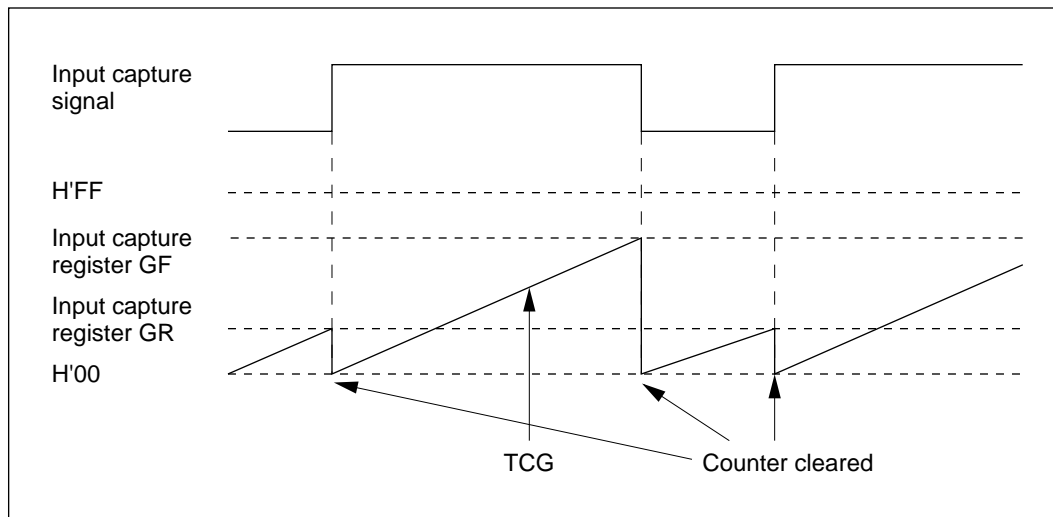 Input capture
signal
H'FF
Input capture
register GF
Input capture
register GR
H'00
TCG
Counter cleared